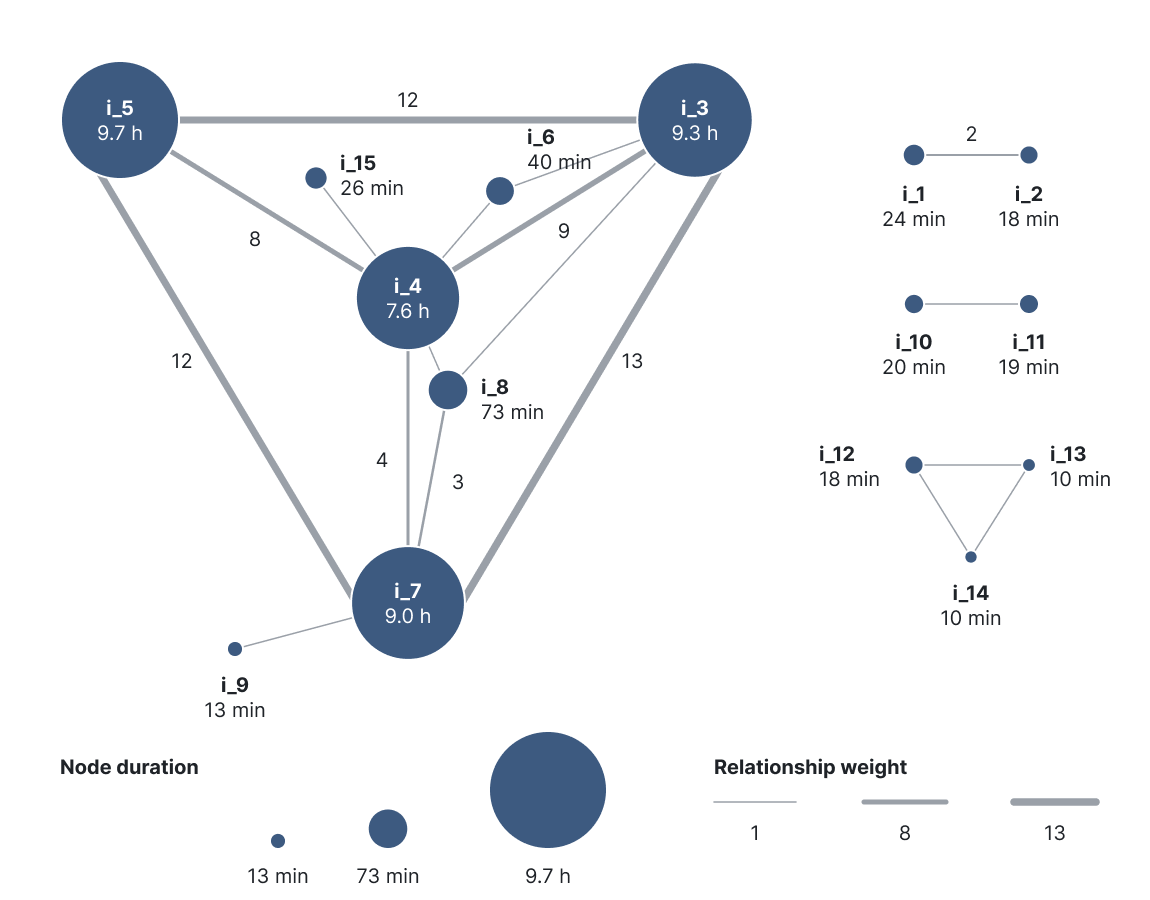 12
i_5
9.7 h
i_3
9.3 h
i_6
40 min
i_15
26 min
8
9
i_4
7.6 h
12
13
i_8
73 min
4
3
i_7
9.0 h
i_9
13 min
2
i_1
24 min
i_2
18 min
i_10
20 min
i_11
19 min
i_12
18 min
i_13
10 min
i_14
10 min
Node duration
13 min
73 min
9.7 h
Relationship weight
1
8
13